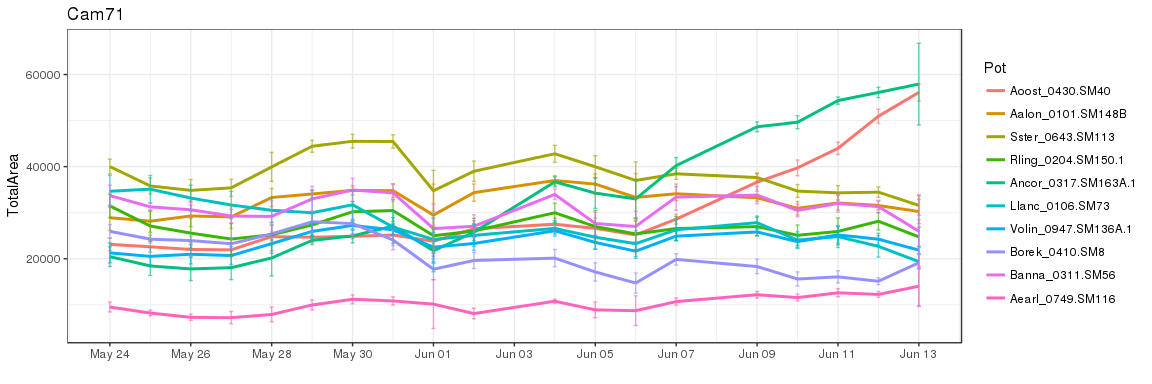 Cam71
TotalArea
60000
40000
20000
May 24 May 26 May 28 May 30 Jun 01 Jun 03 Jun 05 Jun 07 Jun 09 Jun 11 Jun 13
Pot
Aoost_0430.SM40
Aalon_0101.SM148B
Sster_0643.SM113
Rling_0204.SM150.1
Ancor_0317.SM163A.1
Llanc_0106.SM73
Volin_0947.SM136A.1
Borek_0410.SM8
Banna_0311.SM56
Aearl_0749.SM116